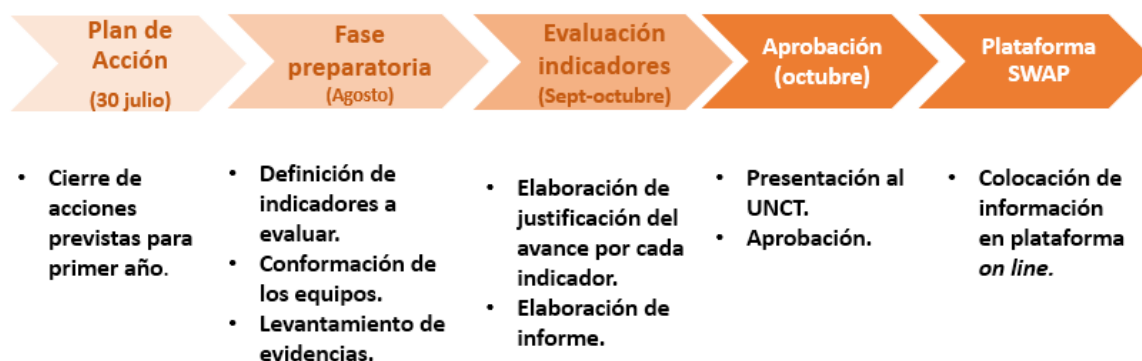 Plan de
Acción
(30 julio)
Fase
preparatoria
(Agosto)
Evaluación
indicadores
(Sept-octubre)
Aprobación
(octubre)
Plataforma
SWAP
• Cierre de
acciones
previstas para
primer año.
• Definición de
indicadores a
evaluar.
• Conformación de
los equipos.
• Levantamiento de
evidencias.
• Elaboración de
justificación del
avance por cada
indicador.
• Elaboración de
informe.
• Presentación al
UNCT.
• Aprobación.
• Colocación de
información
en plataforma
on line.